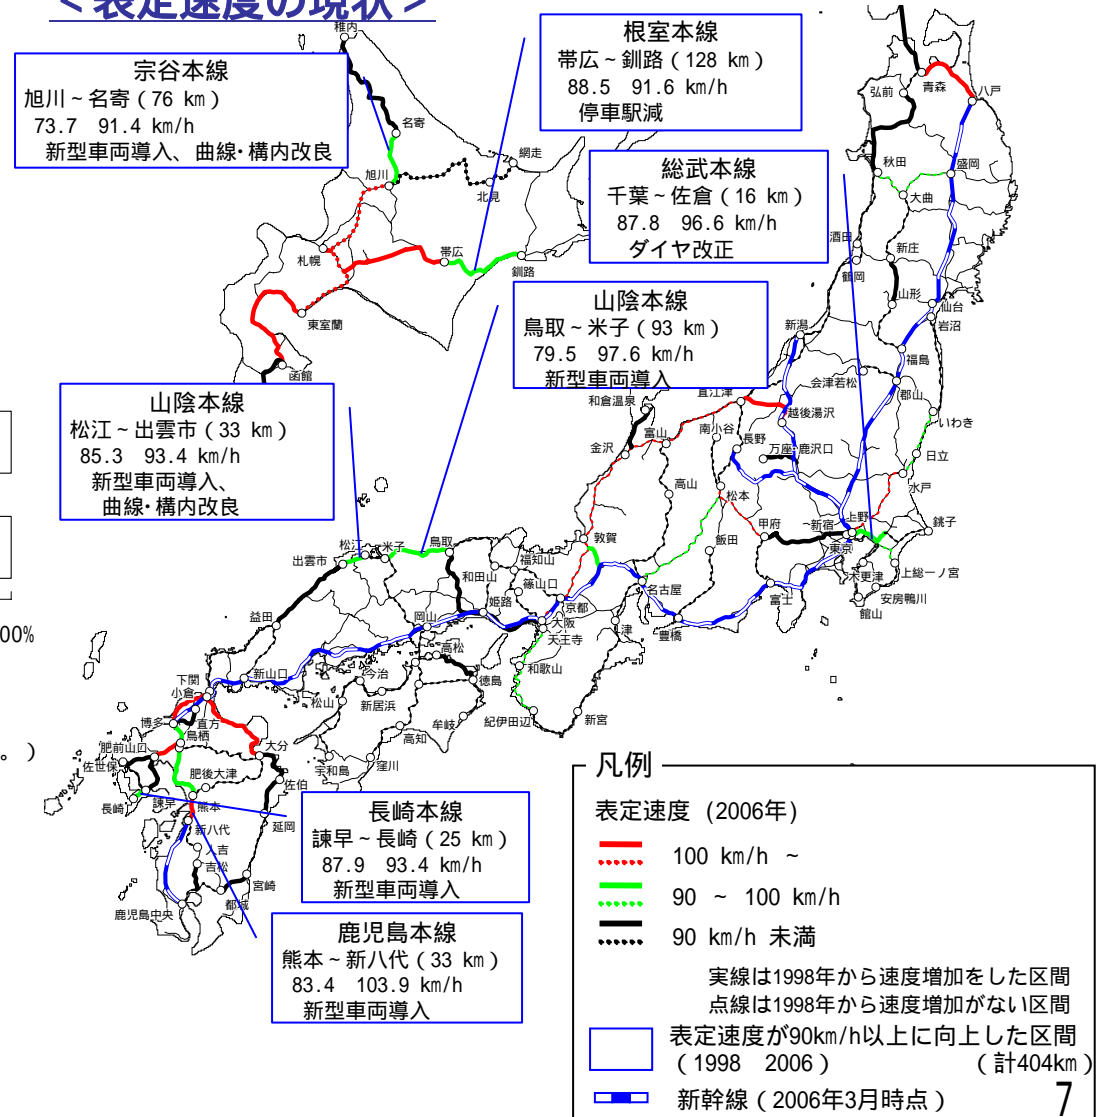 ＜表定速度の現状＞
宗谷本線
旭川～名寄（76 km）
73.7　91.4 km/h
新型車両導入、曲線・構内改良
根室本線
帯広～釧路（128 km）
88.5　91.6 km/h
停車駅減
総武本線
千葉～佐倉（16 km）
87.8　96.6 km/h
ダイヤ改正
山陰本線
鳥取～米子（93 km）
79.5　97.6 km/h
新型車両導入
山陰本線
松江～出雲市（33 km）
85.3　93.4 km/h
新型車両導入、
曲線・構内改良
長崎本線
諫早～長崎（25 km）
87.9　93.4 km/h
新型車両導入
鹿児島本線
熊本～新八代（33 km）
83.4　103.9 km/h
新型車両導入
稚内
名寄
旭川
網走
北見
札幌
帯広
釧路
東室蘭
函館
青森
弘前
八戸
秋田
盛岡
大曲
酒田
新庄
鶴岡
山形
仙台
岩沼
新潟
福島
会津若松
郡山
直江津
越後湯沢
いわき
和倉温泉
南小谷
長野
金沢
富山
万座・鹿沢口
日立
水戸
高山
松本
甲府
新宿
上野
東京
銚子
飯田
敦賀
木更津
上総一ノ宮
安房鴨川
館山
富士
名古屋
豊橋
津
福知山
篠山口
和田山
姫路
京都
大阪
天王寺
和歌山
紀伊田辺
新宮
鳥取
米子
松江
出雲市
益田
岡山
高松
徳島
今治
新居浜
松山
牟岐
高知
窪川
宇和島
新山口
下関
小倉
博多
直方
鳥栖
肥前山口
佐世保
大分
佐伯
肥後大津
長崎
諫早
熊本
新八代
延岡
人吉
吉松
宮崎
都城
鹿児島中央
00%
。）
凡例
表定速度 (2006年)
100 km/h ～
90 ～ 100 km/h
90 km/h 未満
実線は1998年から速度増加をした区間
点線は1998年から速度増加がない区間
表定速度が90km/h以上に向上した区間
（1998　2006）　（計404km）
新幹線（2006年3月時点）
7